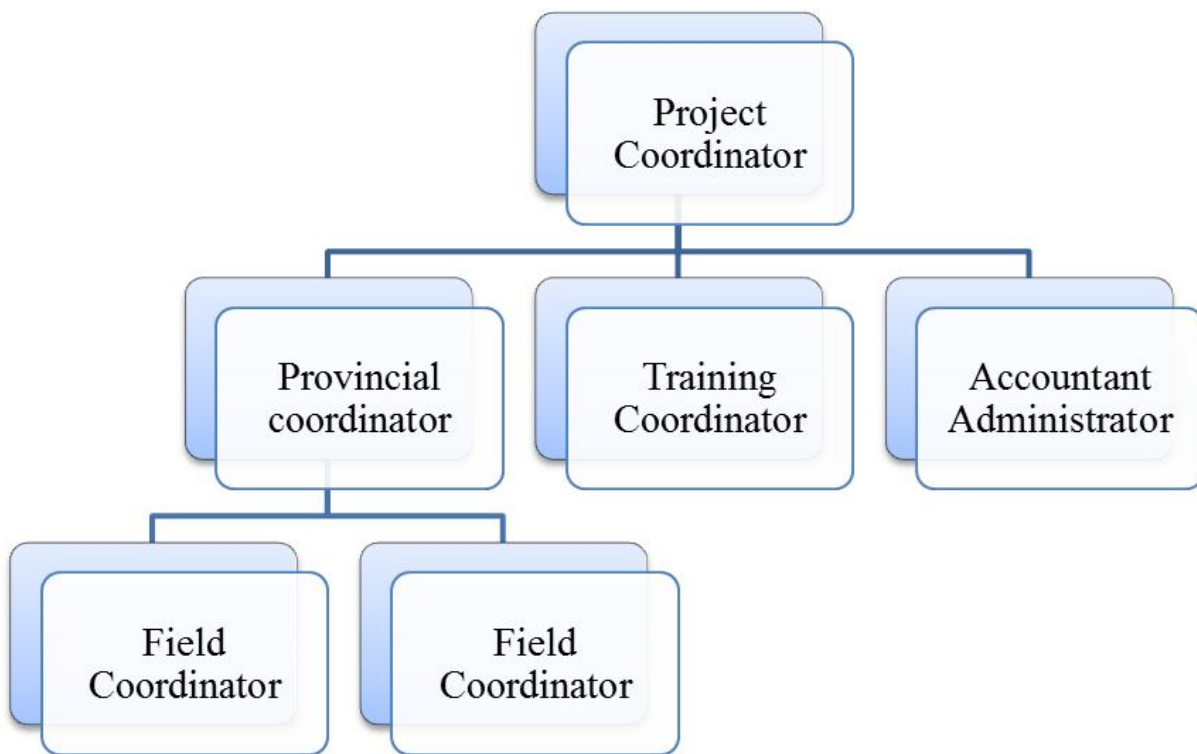 Project
Coordinator
Provincial
coordinator
Training
Coordinator
Accountant
Administrator
Field
Coordinator
Field
Coordinator